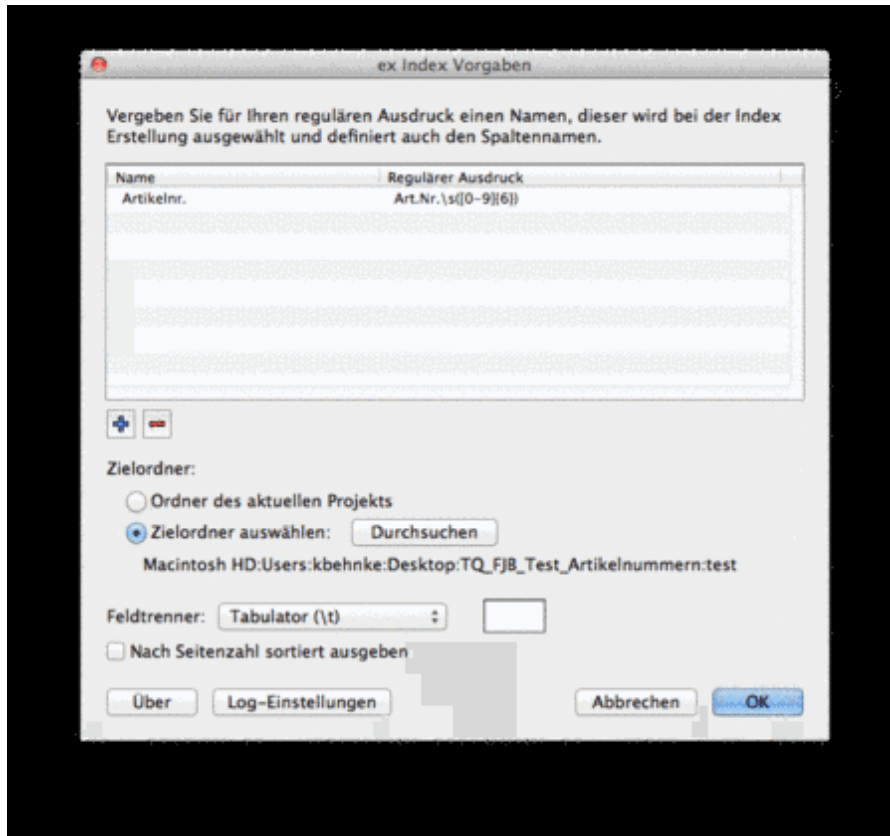 ex Index Vorgaben
Vergeben Sie für Ihren regulären Ausdruck einen Namen, dieser wird bei der Index
Erstellung ausgewählt und definiert auch den Spaltennamen.
Name Regulärer Ausdruck
Artikelnr. Art.Nr.\s([0-9]{6})
Zielordner:
Ordner des aktuellen Projekts
Zielordner auswählen: Durchsuchen
Macintosh HD:Users:kbehnke:Desktop:TQ_FJB_Test_Artikelnummern:test
Feldtrenner: Tabulator (\t)
Nach Seitenzahl sortiert ausgeben
Über Log-Einstellungen Abbrechen OK